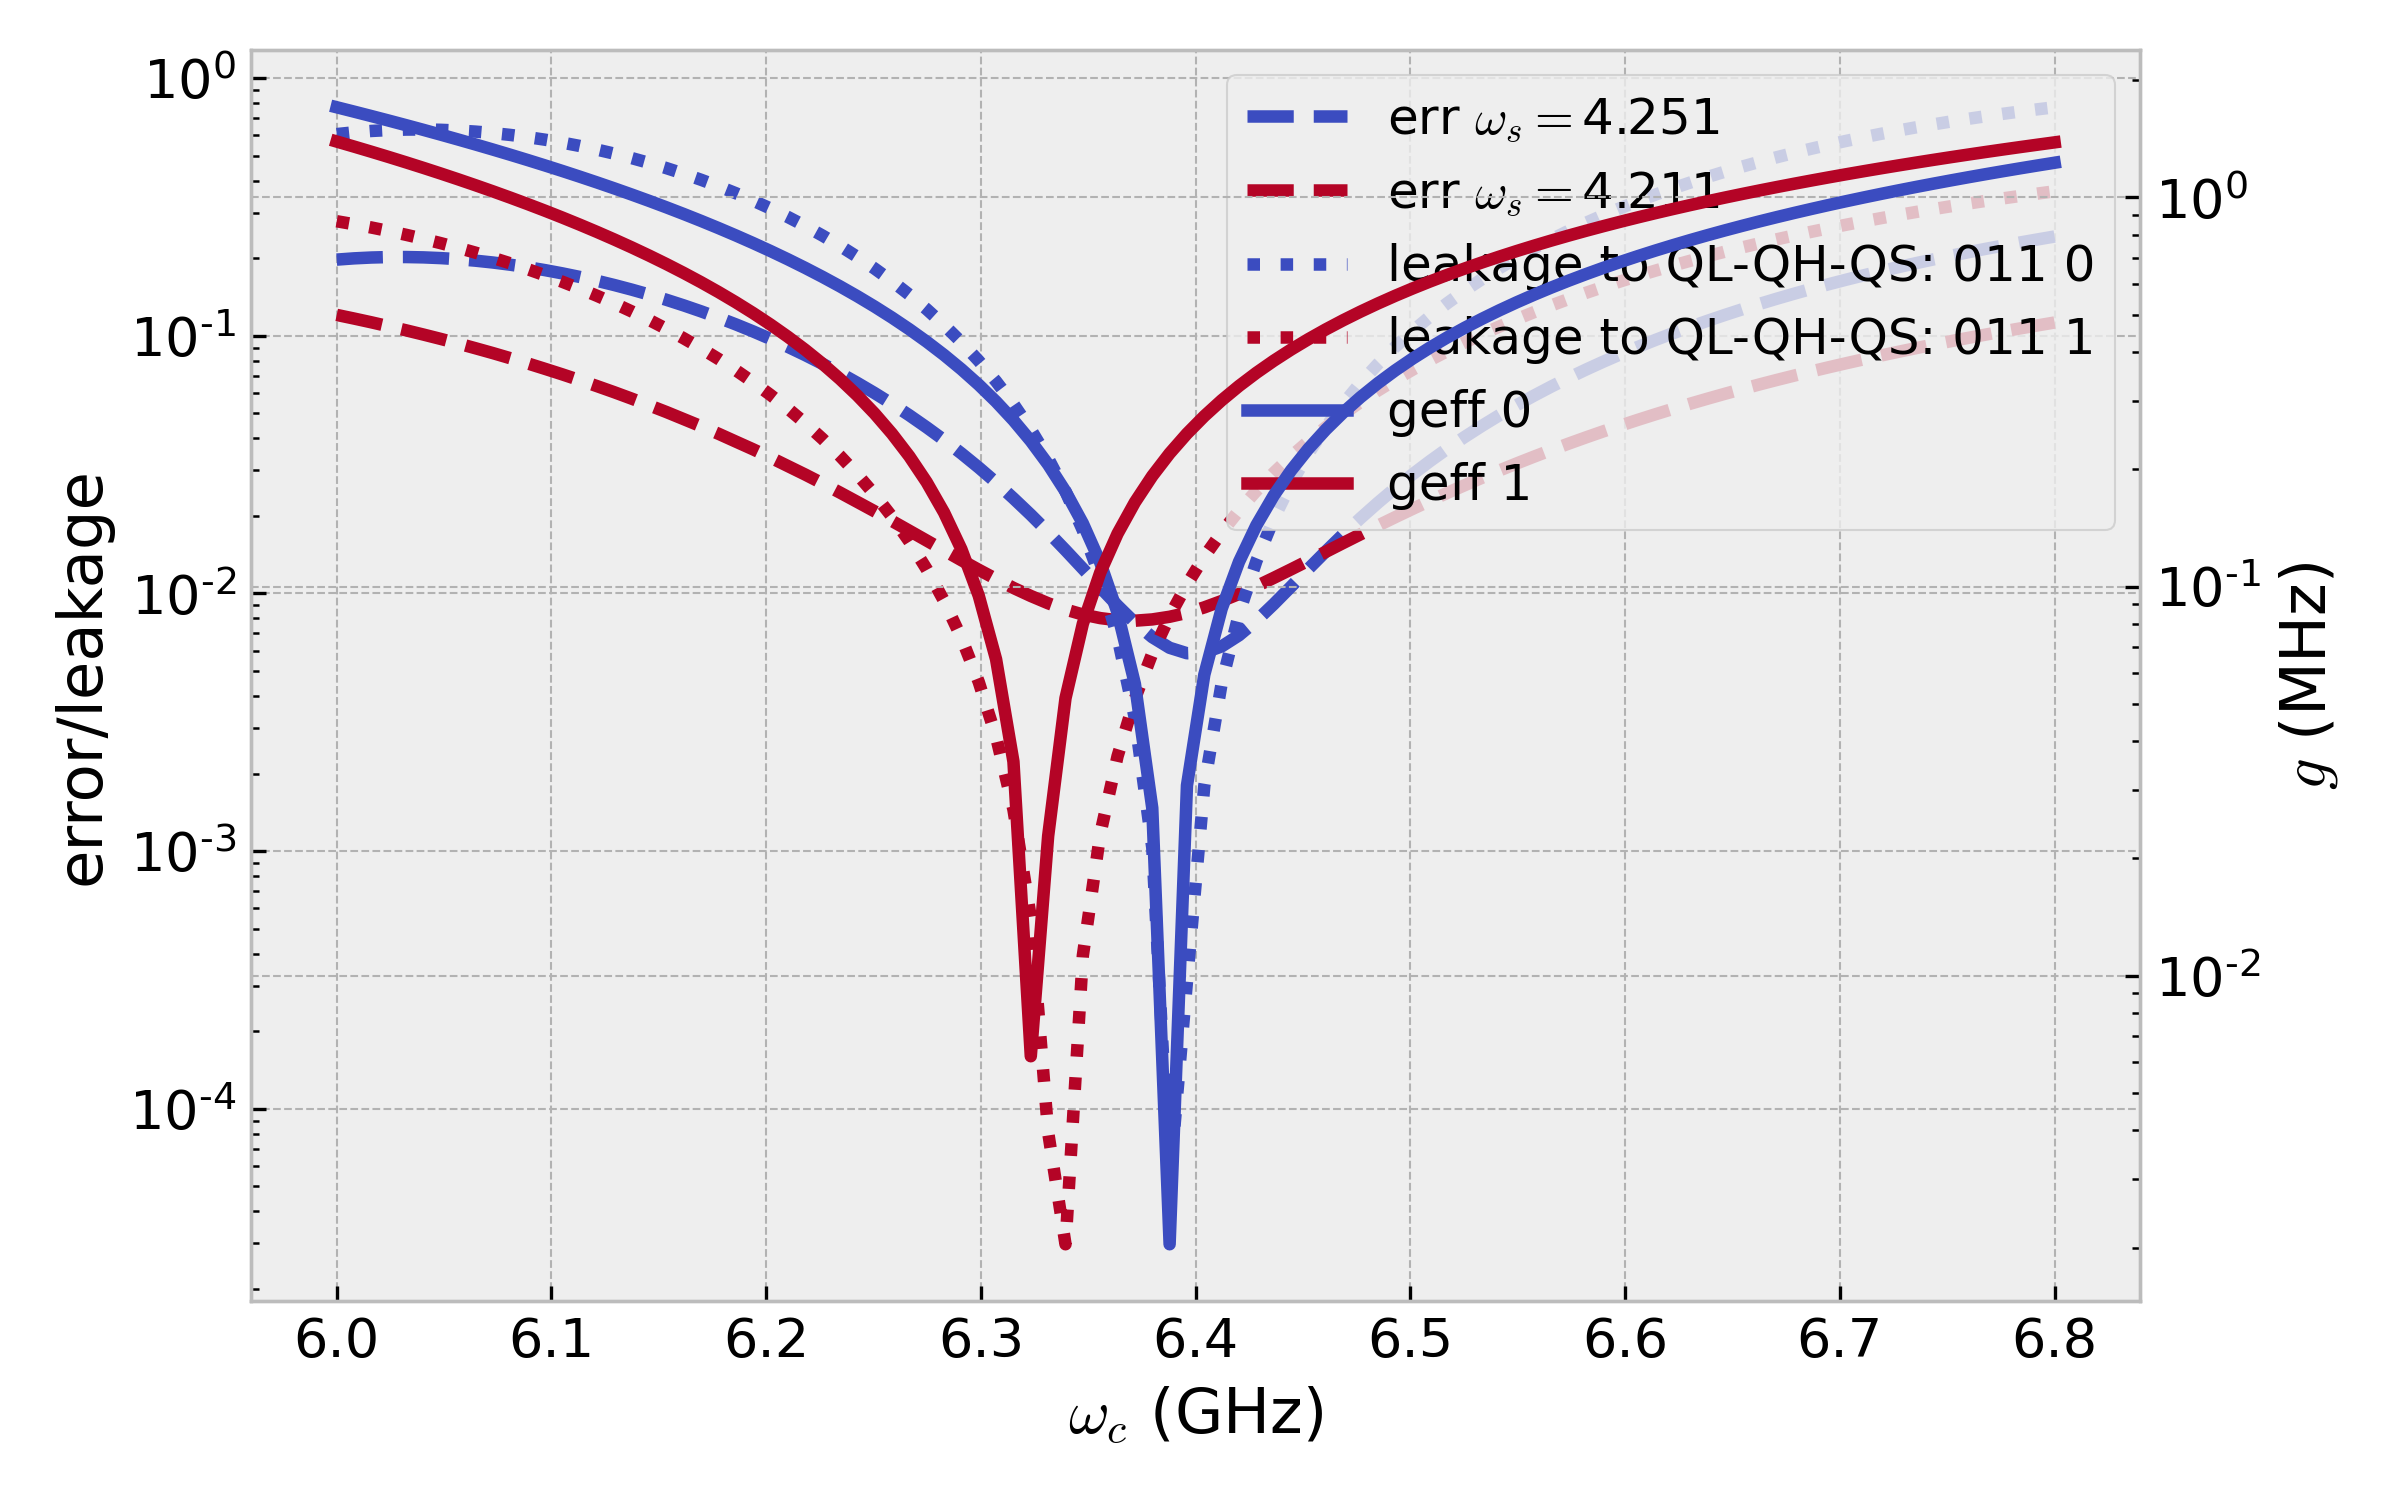 10^0
10^-1
10^-2
10^-3
10^-4
error/leakage
err ω_s = 4.251
err ω_s = 4.211
leakage to QL-QH-QS: 011 0
leakage to QL-QH-QS: 011 1
geff 0
geff 1
10^0
10^-1
10^-2
g (MHz)
6.0 6.1 6.2 6.3 6.4 6.5 6.6 6.7 6.8
ω_c (GHz)